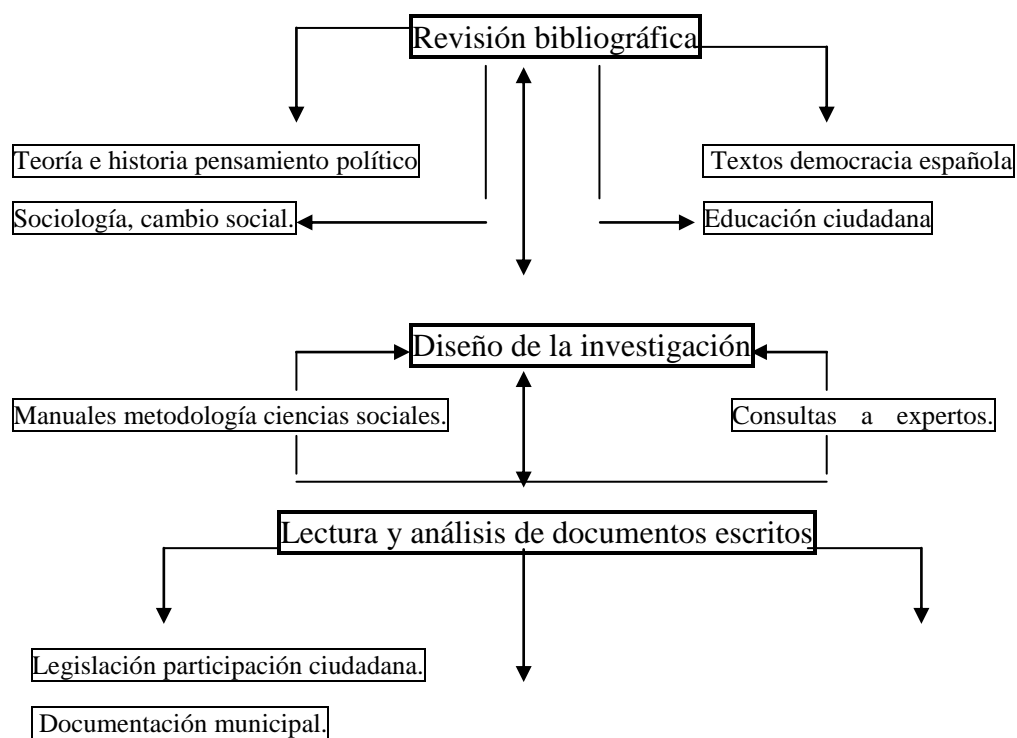 Revisión bibliográfica
Teoría e historia pensamiento político
Textos democracia española
Sociología, cambio social.
Educación ciudadana
Diseño de la investigación
Manuales metodología ciencias sociales.
Consultas a expertos.
Lectura y análisis de documentos escritos
Legislación participación ciudadana.
Documentación municipal.